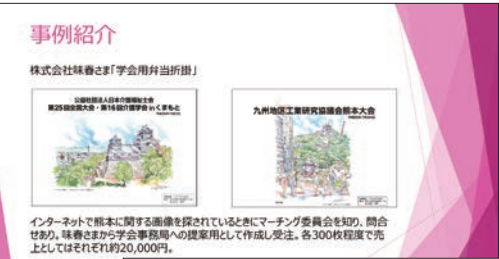 事例紹介
株式会社味春さま「学会用弁当折掛」
公益社団法人日本介護福祉士会
第25回全国大会・第16回介護学会 in くまもと
九州地区工業研究協議会熊本大会
インターネットで熊本に関する画像を探されているときにマーチング委員会を知り、問合
せあり。味春さまから学会事務局への提案用として作成し受注。各300枚程度で売
上としてはそれぞれ約20,000円。